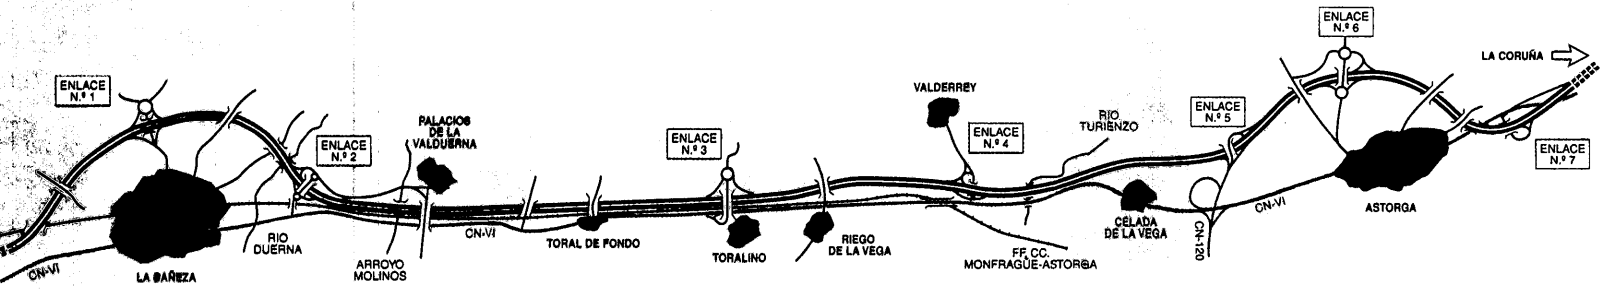 ENLACE
N.º 1
CN-VI
LA BAÑEZA
RIO
DUERNA
ENLACE
N.º 2
ARROYO
MOLINOS
PALACIOS
DE LA
VALDUERNA
CN-VI
TORAL DE FONDO
ENLACE
N.º 3
TORALINO
RIEGO
DE LA VEGA
VALDERREY
ENLACE
N.º 4
FF. CC.
MONFRAGÜE-ASTORGA
RIO
TURIENZO
CELADA
DE LA VEGA
ENLACE
N.º 5
CN-120
CN-VI
ENLACE
N.º 6
ASTORGA
LA CORUÑA
ENLACE
N.º 7